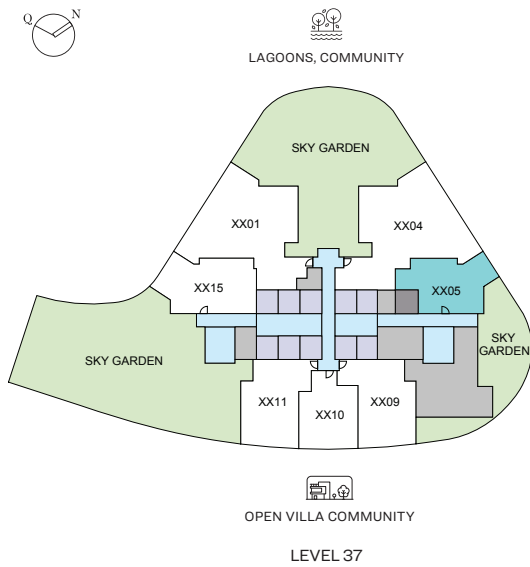 Q N
LAGOONS, COMMUNITY
SKY GARDEN
XX01
XX04
XX15
XX05
SKY GARDEN
SKY
GARDEN
XX11
XX10
XX09
OPEN VILLA COMMUNITY
LEVEL 37